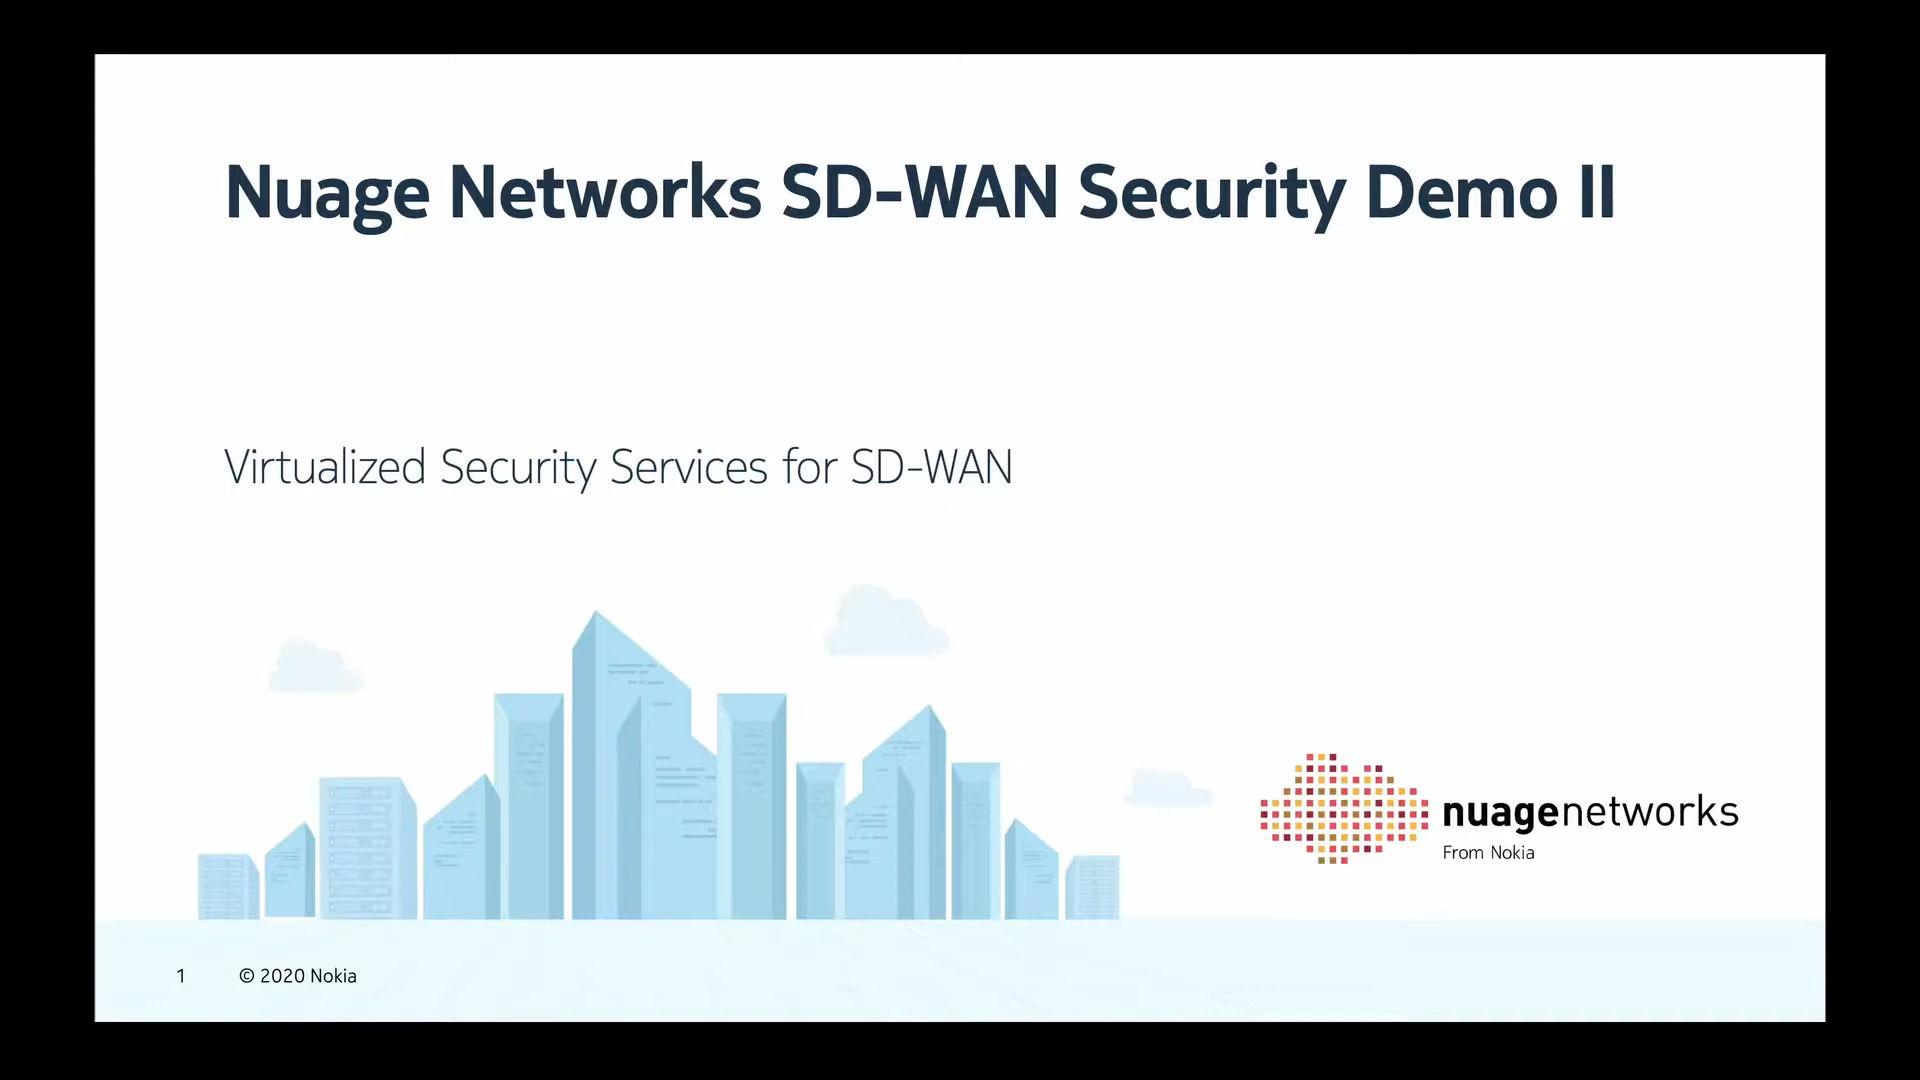 Nuage Networks SD-WAN Security Demo II
Virtualized Security Services for SD-WAN
nuagenetworks
From Nokia
1 © 2020 Nokia